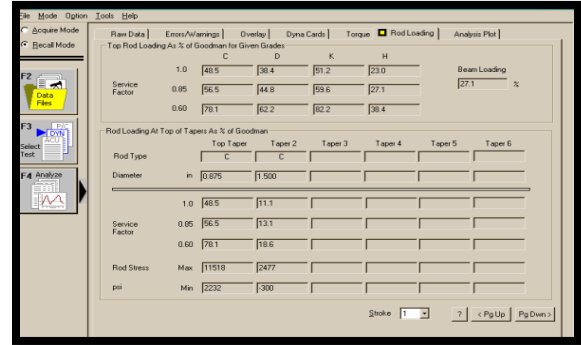 File Mode Option Tools Help
Acquire Mode
Recall Mode
Raw Data Errors/Warnings Overlay Dyna Cards Torque Rod Loading Analysis Plot
Top Rod Loading As % of Goodman for Given Grades
C D K H
Service Factor
1.0 48.5 38.4 51.2 23.0
0.85 56.5 44.8 59.6 27.1
0.60 78.1 62.2 82.2 38.4
Beam Loading
27.1 %
F2
Data Files
F3
P/C
DYN
ACU
Select Test
F4 Analyze
Rod Loading At Top of Tapers As % of Goodman
Top Taper Taper 2 Taper 3 Taper 4 Taper 5 Taper 6
Rod Type C C
Diameter in 0.875 1.500
Service Factor
1.0 48.5 11.1
0.85 56.5 13.1
0.60 78.1 18.6
Rod Stress Max 11518 2477
psi Min 2232 -300
Stroke 1 ? < Pg Up Pg Dwn >